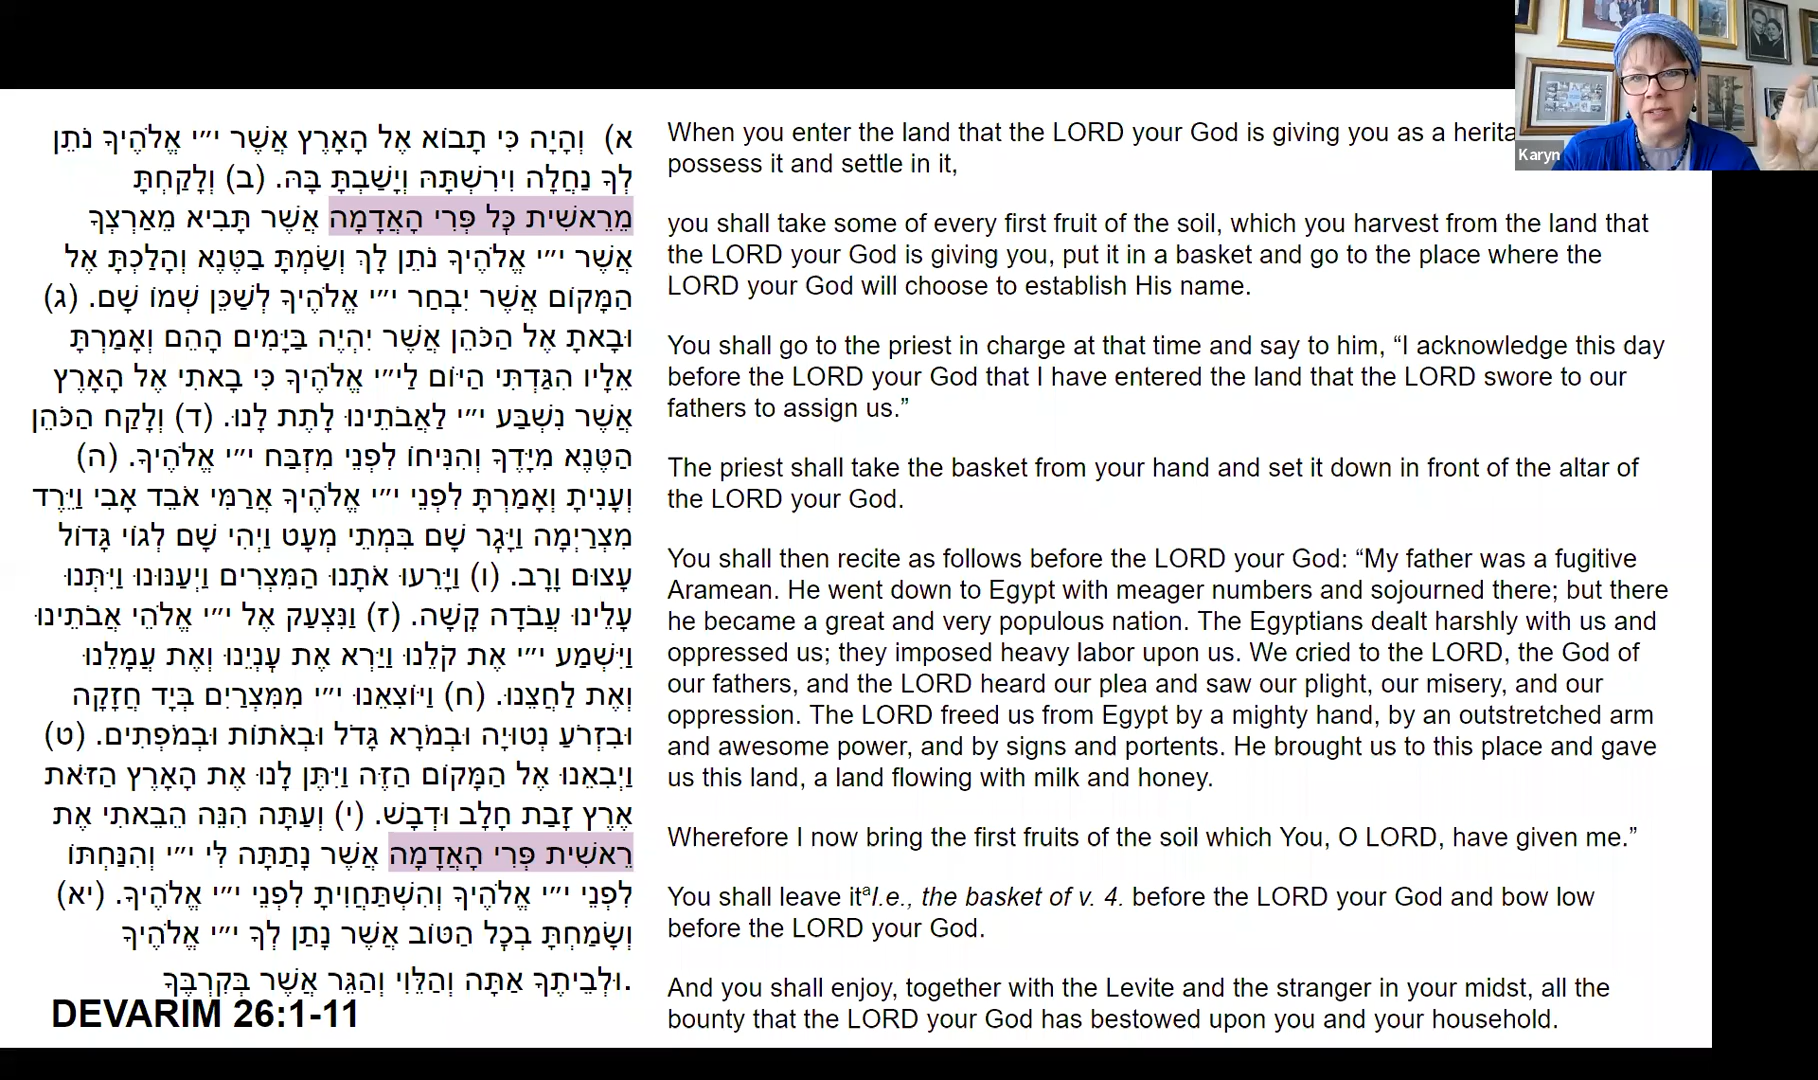 א) וְהָיָה כִּי תָבוֹא אֶל הָאָרֶץ אֲשֶׁר י״י אֱלֹהֶיךָ נֹתֵן
לְךָ נַחֲלָה וִירִשְׁתָּהּ וְיָשַׁבְתָּ בָּהּ. (ב) וְלָקַחְתָּ
מֵרֵאשִׁית כׇּל פְּרִי הָאֲדָמָה אֲשֶׁר תָּבִיא מֵאַרְצְךָ
אֲשֶׁר י״י אֱלֹהֶיךָ נֹתֵן לָךְ וְשַׂמְתָּ בַטֶּנֶא וְהָלַכְתָּ אֶל
הַמָּקוֹם אֲשֶׁר יִבְחַר י״י אֱלֹהֶיךָ לְשַׁכֵּן שְׁמוֹ שָׁם. (ג)
וּבָאתָ אֶל הַכֹּהֵן אֲשֶׁר יִהְיֶה בַּיָּמִים הָהֵם וְאָמַרְתָּ
אֵלָיו הִגַּדְתִּי הַיּוֹם לַי״י אֱלֹהֶיךָ כִּי בָאתִי אֶל הָאָרֶץ
אֲשֶׁר נִשְׁבַּע י״י לַאֲבֹתֵינוּ לָתֶת לָנוּ. (ד) וְלָקַח הַכֹּהֵן
הַטֶּנֶא מִיָּדֶךָ וְהִנִּיחוֹ לִפְנֵי מִזְבַּח י״י אֱלֹהֶיךָ. (ה)
וְעָנִיתָ וְאָמַרְתָּ לִפְנֵי י״י אֱלֹהֶיךָ אֲרַמִּי אֹבֵד אָבִי וַיֵּרֶד
מִצְרַיְמָה וַיָּגׇר שָׁם בִּמְתֵי מְעָט וַיְהִי שָׁם לְגוֹי גָּדוֹל
עָצוּם וָרָב. (ו) וַיָּרֵעוּ אֹתָנוּ הַמִּצְרִים וַיְעַנּוּנוּ וַיִּתְּנוּ
עָלֵינוּ עֲבֹדָה קָשָׁה. (ז) וַנִּצְעַק אֶל י״י אֱלֹהֵי אֲבֹתֵינוּ
וַיִּשְׁמַע י״י אֶת קֹלֵנוּ וַיַּרְא אֶת עׇנְיֵנוּ וְאֶת עֲמָלֵנוּ
וְאֶת לַחֲצֵנוּ. (ח) וַיּוֹצִאֵנוּ י״י מִמִּצְרַיִם בְּיָד חֲזָקָה
וּבִזְרֹעַ נְטוּיָה וּבְמֹרָא גָּדֹל וּבְאֹתוֹת וּבְמֹפְתִים. (ט)
וַיְבִאֵנוּ אֶל הַמָּקוֹם הַזֶּה וַיִּתֶּן לָנוּ אֶת הָאָרֶץ הַזֹּאת
אֶרֶץ זָבַת חָלָב וּדְבָשׁ. (י) וְעַתָּה הִנֵּה הֵבֵאתִי אֶת
רֵאשִׁית פְּרִי הָאֲדָמָה אֲשֶׁר נָתַתָּה לִּי י״י וְהִנַּחְתּוֹ
לִפְנֵי י״י אֱלֹהֶיךָ וְהִשְׁתַּחֲוִיתָ לִפְנֵי י״י אֱלֹהֶיךָ. (יא)
וְשָׂמַחְתָּ בְכׇל הַטּוֹב אֲשֶׁר נָתַן לְךָ י״י אֱלֹהֶיךָ
וּלְבֵיתֶךָ אַתָּה וְהַלֵּוִי וְהַגֵּר אֲשֶׁר בְּקִרְבֶּךָ.
DEVARIM 26:1-11
When you enter the land that the LORD your God is giving you as a
possess it and settle in it,
you shall take some of every first fruit of the soil, which you harvest from the land that
the LORD your God is giving you, put it in a basket and go to the place where the
LORD your God will choose to establish His name.
You shall go to the priest in charge at that time and say to him, “I acknowledge this day
before the LORD your God that I have entered the land that the LORD swore to our
fathers to assign us.”
The priest shall take the basket from your hand and set it down in front of the altar of
the LORD your God.
You shall then recite as follows before the LORD your God: “My father was a fugitive
Aramean. He went down to Egypt with meager numbers and sojourned there; but there
he became a great and very populous nation. The Egyptians dealt harshly with us and
oppressed us; they imposed heavy labor upon us. We cried to the LORD, the God of
our fathers, and the LORD heard our plea and saw our plight, our misery, and our
oppression. The LORD freed us from Egypt by a mighty hand, by an outstretched arm
and awesome power, and by signs and portents. He brought us to this place and gave
us this land, a land flowing with milk and honey.
Wherefore I now bring the first fruits of the soil which You, O LORD, have given me.”
You shall leave itᵃI.e., the basket of v. 4. before the LORD your God and bow low
before the LORD your God.
And you shall enjoy, together with the Levite and the stranger in your midst, all the
bounty that the LORD your God has bestowed upon you and your household.
Karyn